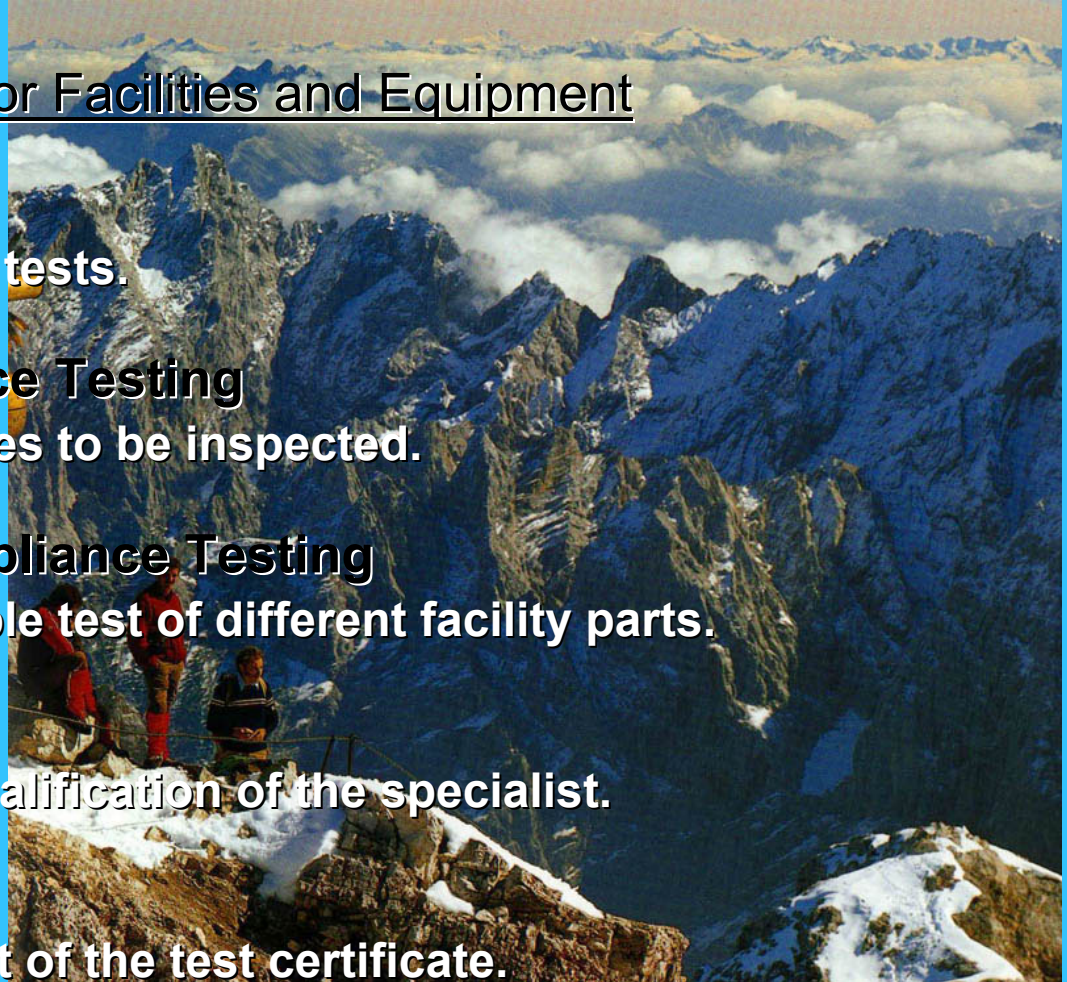 or Facilities and Equipment
tests.
ce Testing
es to be inspected.
pliance Testing
ple test of different facility parts.
alification of the specialist.
t of the test certificate.